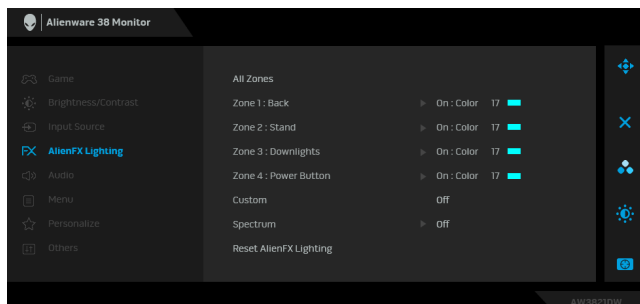 Alienware 38 Monitor
Game
Brightness/Contrast
Input Source
FX AlienFX Lighting
Audio
Menu
Personalize
Others
All Zones
Zone 1 : Back On : Color 17
Zone 2 : Stand On : Color 17
Zone 3 : Downlights On : Color 17
Zone 4 : Power Button On : Color 17
Custom Off
Spectrum Off
Reset AlienFX Lighting
AW3821DW